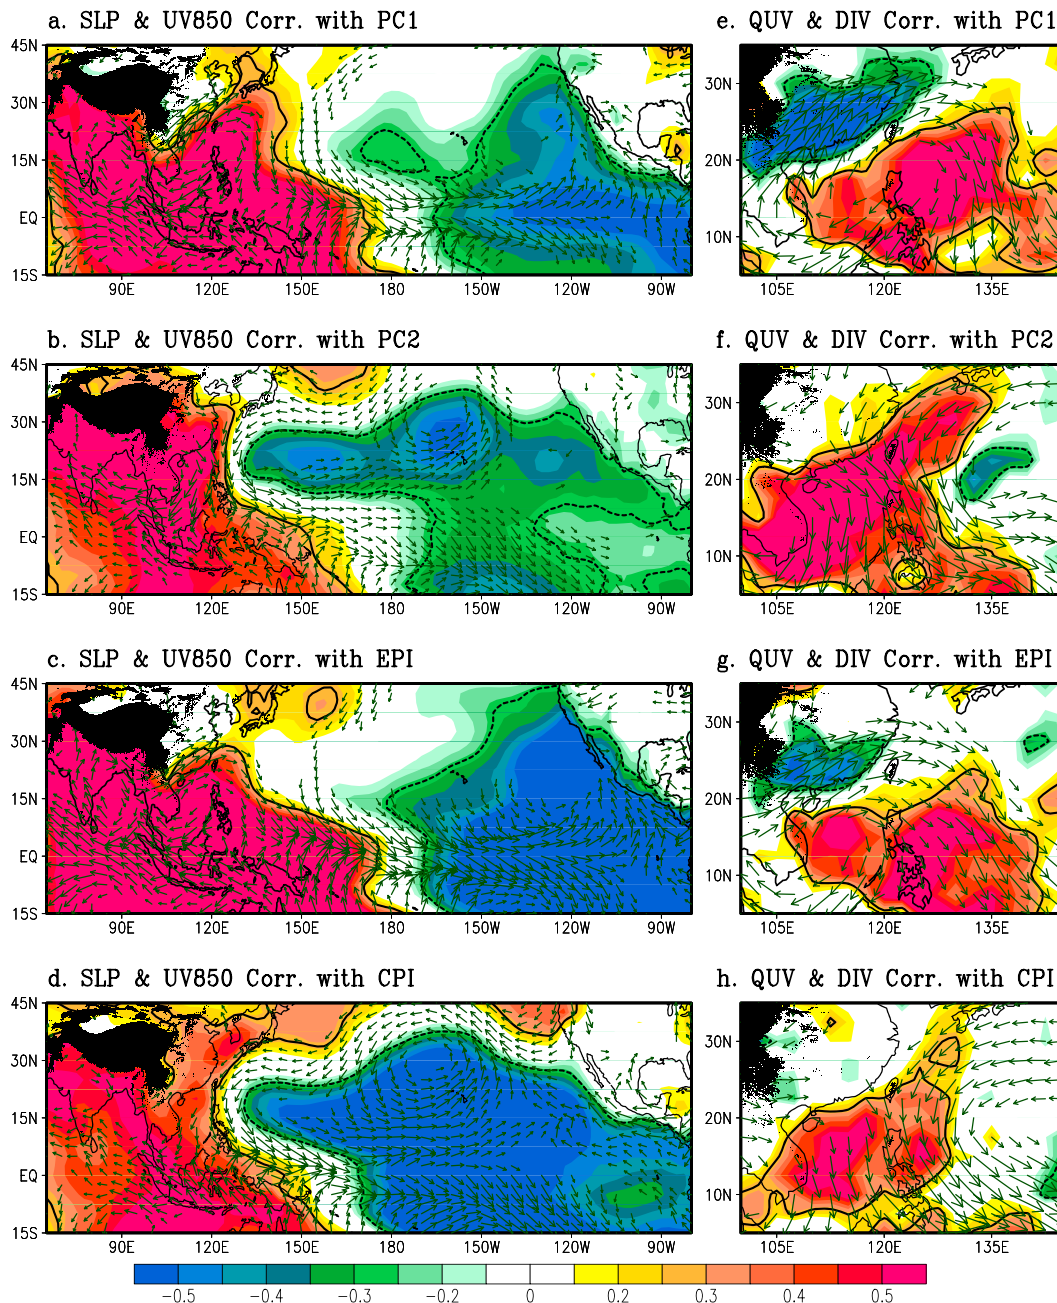 a. SLP & UV850 Corr. with PC1
e. QUV & DIV Corr. with PC1
45N
30N
15N
EQ
15S
90E 120E 150E 180 150W 120W 90W
30N
20N
10N
105E 120E 135E
b. SLP & UV850 Corr. with PC2
f. QUV & DIV Corr. with PC2
45N
30N
15N
EQ
15S
90E 120E 150E 180 150W 120W 90W
30N
20N
10N
105E 120E 135E
c. SLP & UV850 Corr. with EPI
g. QUV & DIV Corr. with EPI
45N
30N
15N
EQ
15S
90E 120E 150E 180 150W 120W 90W
30N
20N
10N
105E 120E 135E
d. SLP & UV850 Corr. with CPI
h. QUV & DIV Corr. with CPI
45N
30N
15N
EQ
15S
90E 120E 150E 180 150W 120W 90W
30N
20N
10N
105E 120E 135E
-0.5 -0.4 -0.3 -0.2 0 0.2 0.3 0.4 0.5